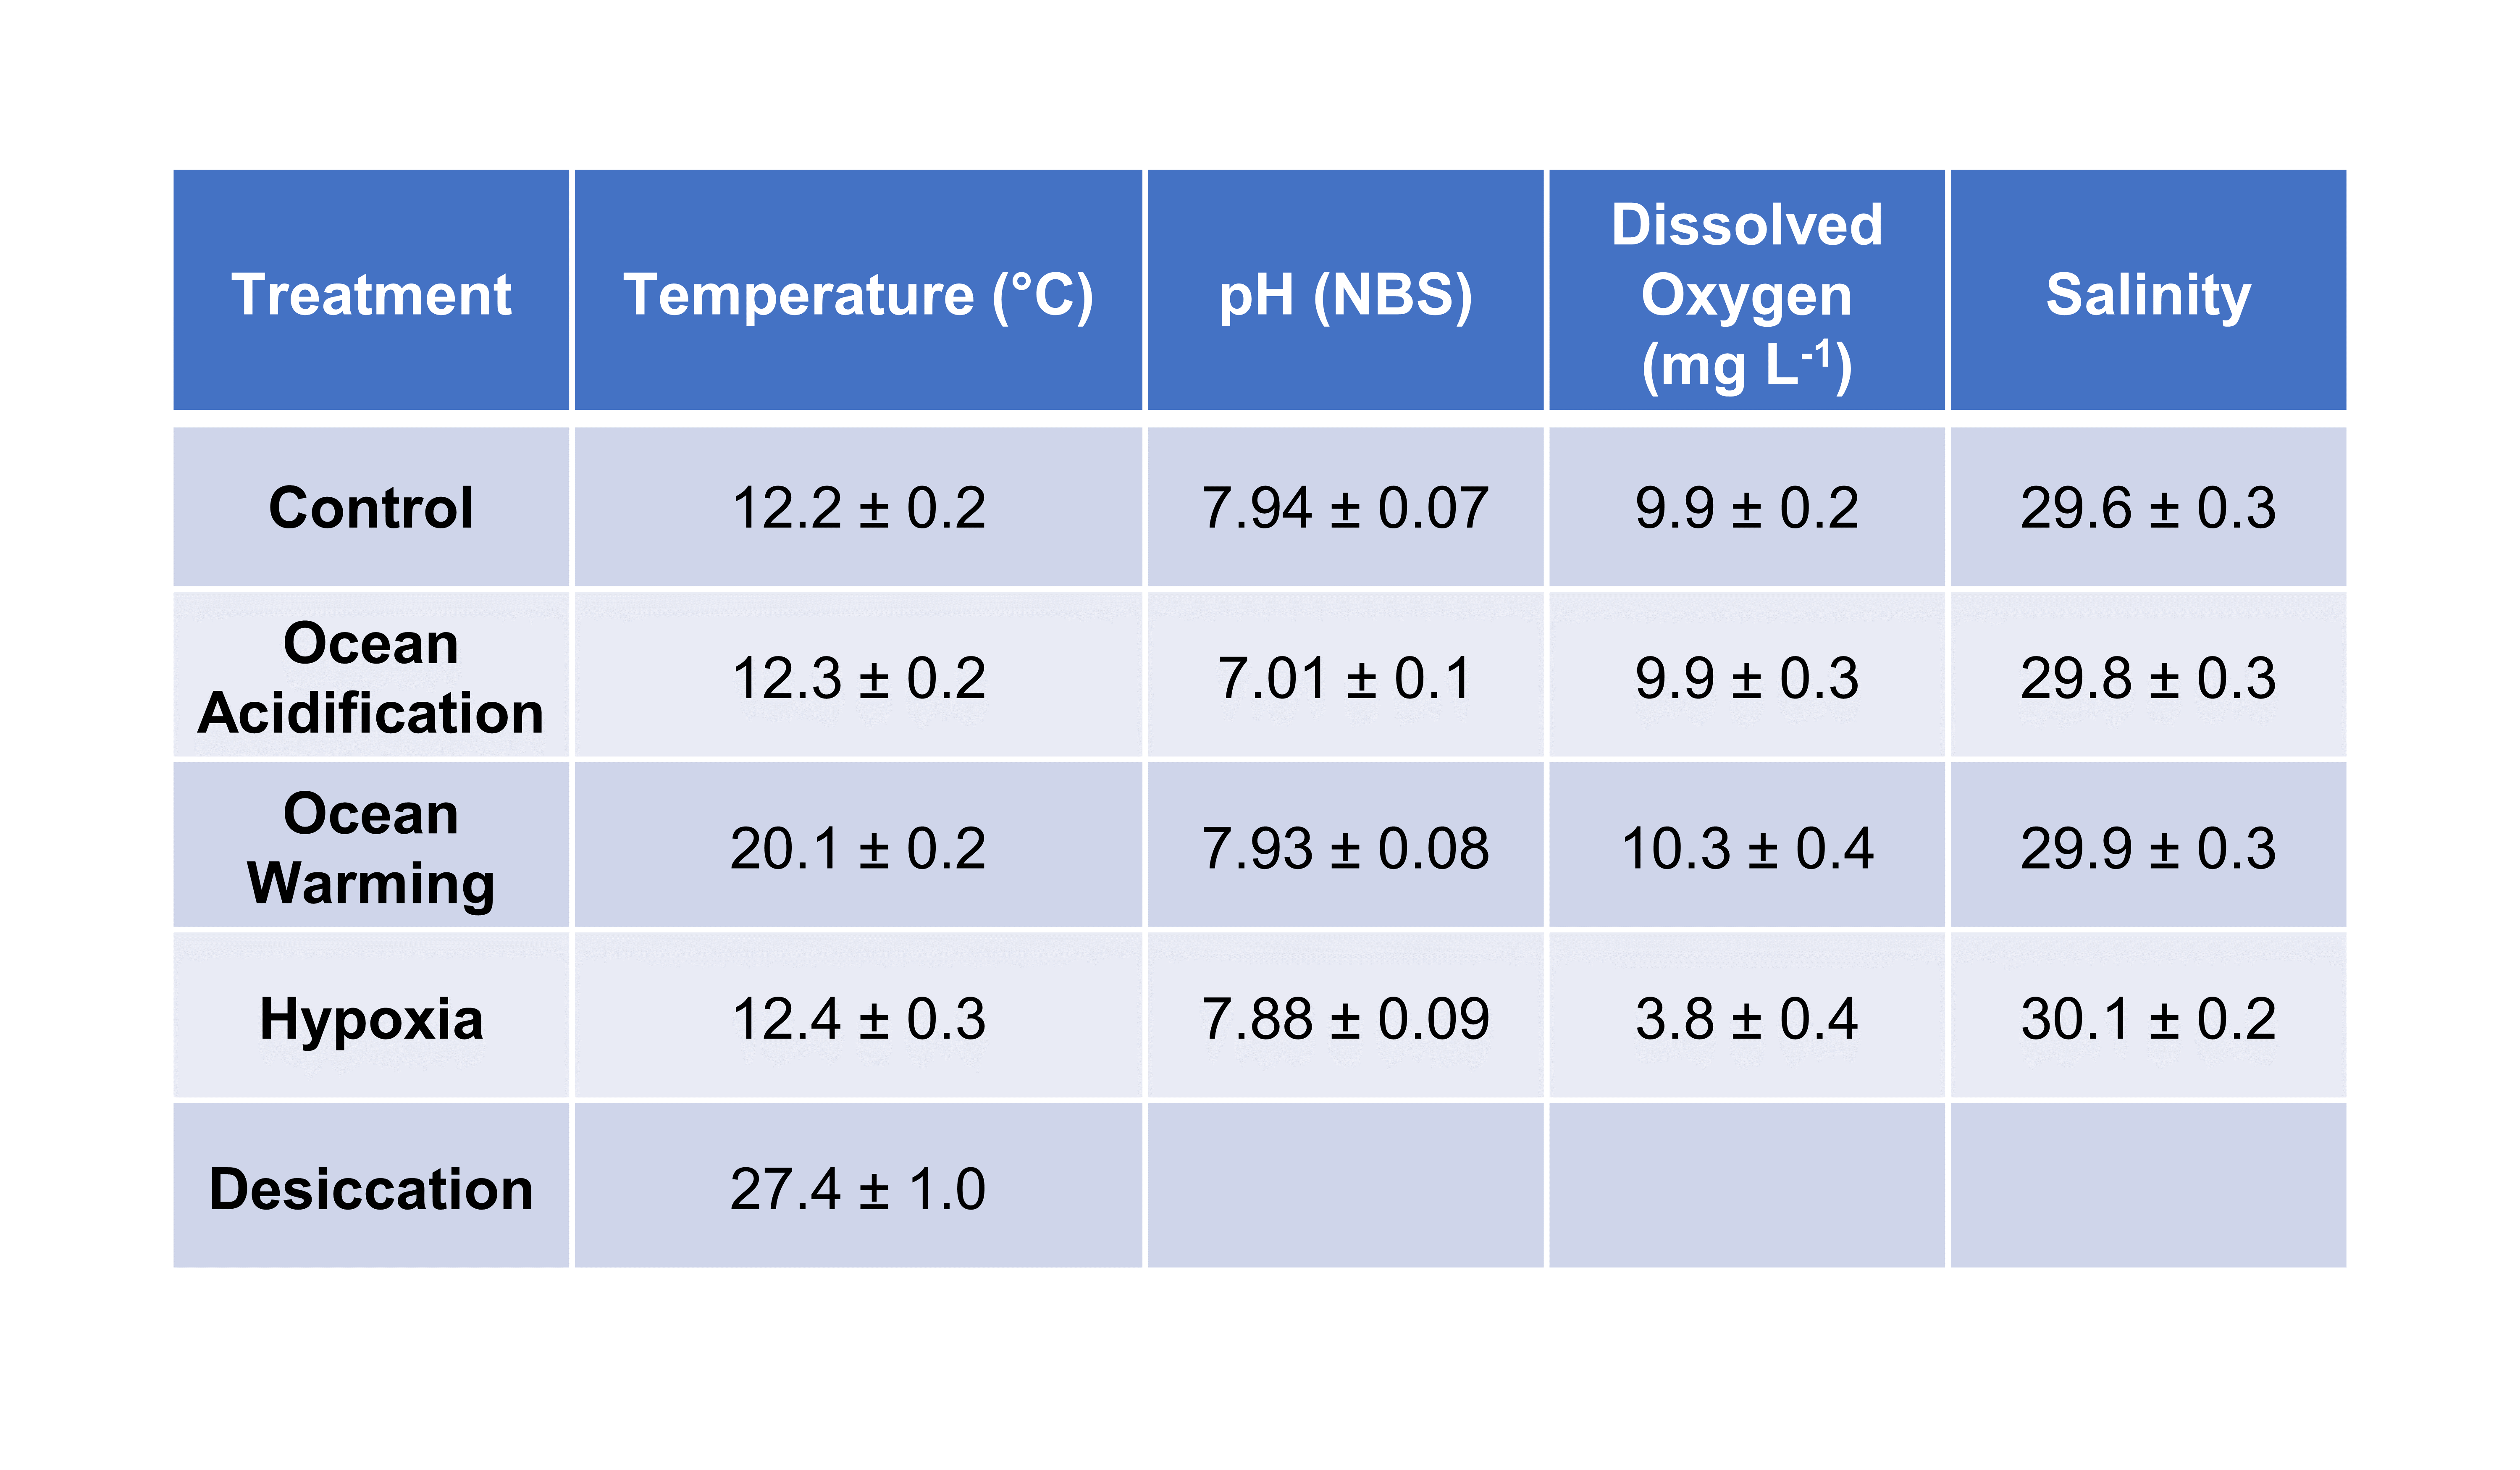 Treatment
Temperature (°C)
pH (NBS)
Dissolved
Oxygen
(mg L⁻¹)
Salinity
Control
12.2 ± 0.2
7.94 ± 0.07
9.9 ± 0.2
29.6 ± 0.3
Ocean
Acidification
12.3 ± 0.2
7.01 ± 0.1
9.9 ± 0.3
29.8 ± 0.3
Ocean
Warming
20.1 ± 0.2
7.93 ± 0.08
10.3 ± 0.4
29.9 ± 0.3
Hypoxia
12.4 ± 0.3
7.88 ± 0.09
3.8 ± 0.4
30.1 ± 0.2
Desiccation
27.4 ± 1.0